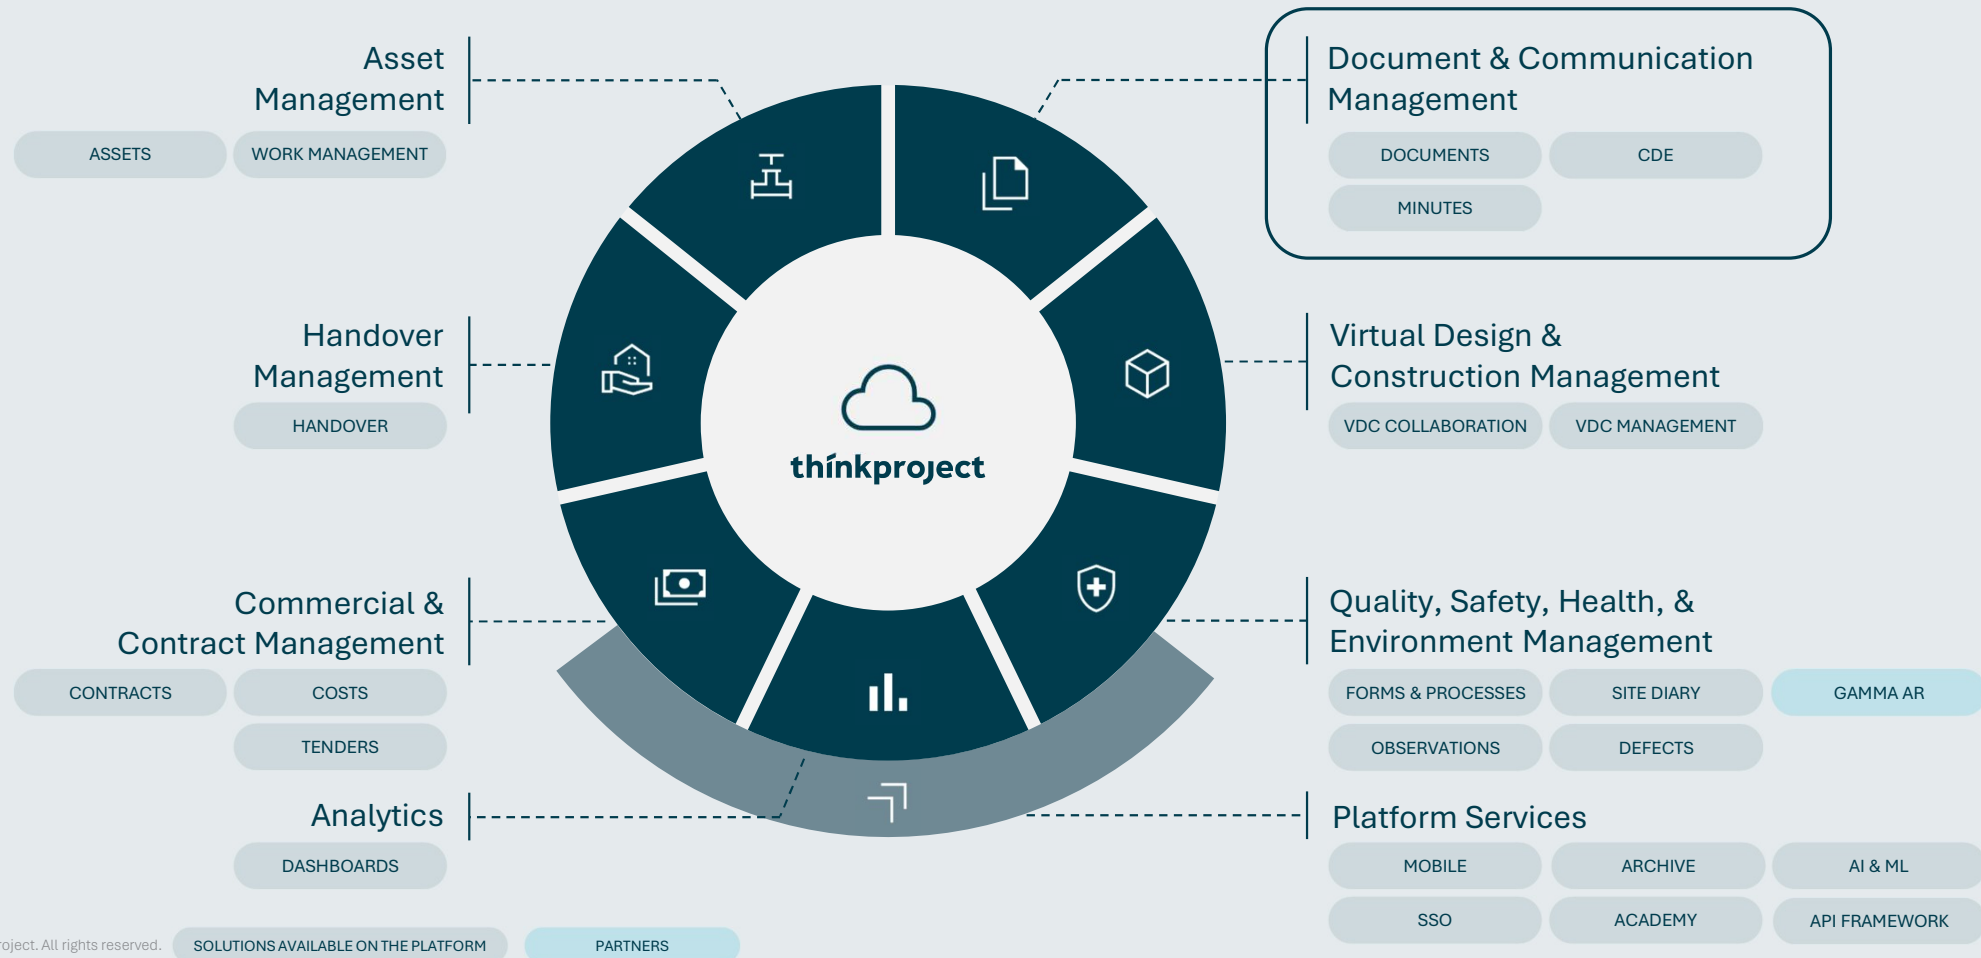 Asset
Management
ASSETS
WORK MANAGEMENT
Document & Communication
Management
DOCUMENTS
CDE
MINUTES
Handover
Management
HANDOVER
Virtual Design &
Construction Management
VDC COLLABORATION
VDC MANAGEMENT
thinkproject
Commercial &
Contract Management
CONTRACTS
COSTS
TENDERS
Quality, Safety, Health, &
Environment Management
FORMS & PROCESSES
SITE DIARY
GAMMA AR
OBSERVATIONS
DEFECTS
Analytics
DASHBOARDS
Platform Services
MOBILE
ARCHIVE
AI & ML
SSO
ACADEMY
API FRAMEWORK
All rights reserved.
SOLUTIONS AVAILABLE ON THE PLATFORM
PARTNERS